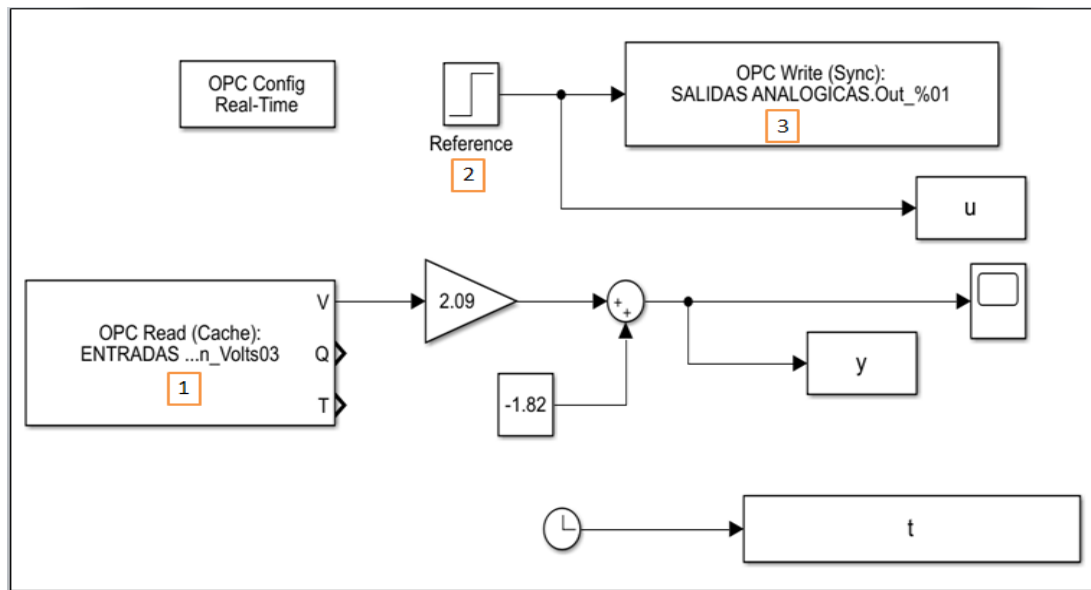 OPC Config
Real-Time
Reference
2
OPC Write (Sync):
SALIDAS ANALOGICAS.Out_%01
3
u
OPC Read (Cache):
ENTRADAS ...n_Volts03
1
V
Q
T
2.09
+
+
-1.82
y
t